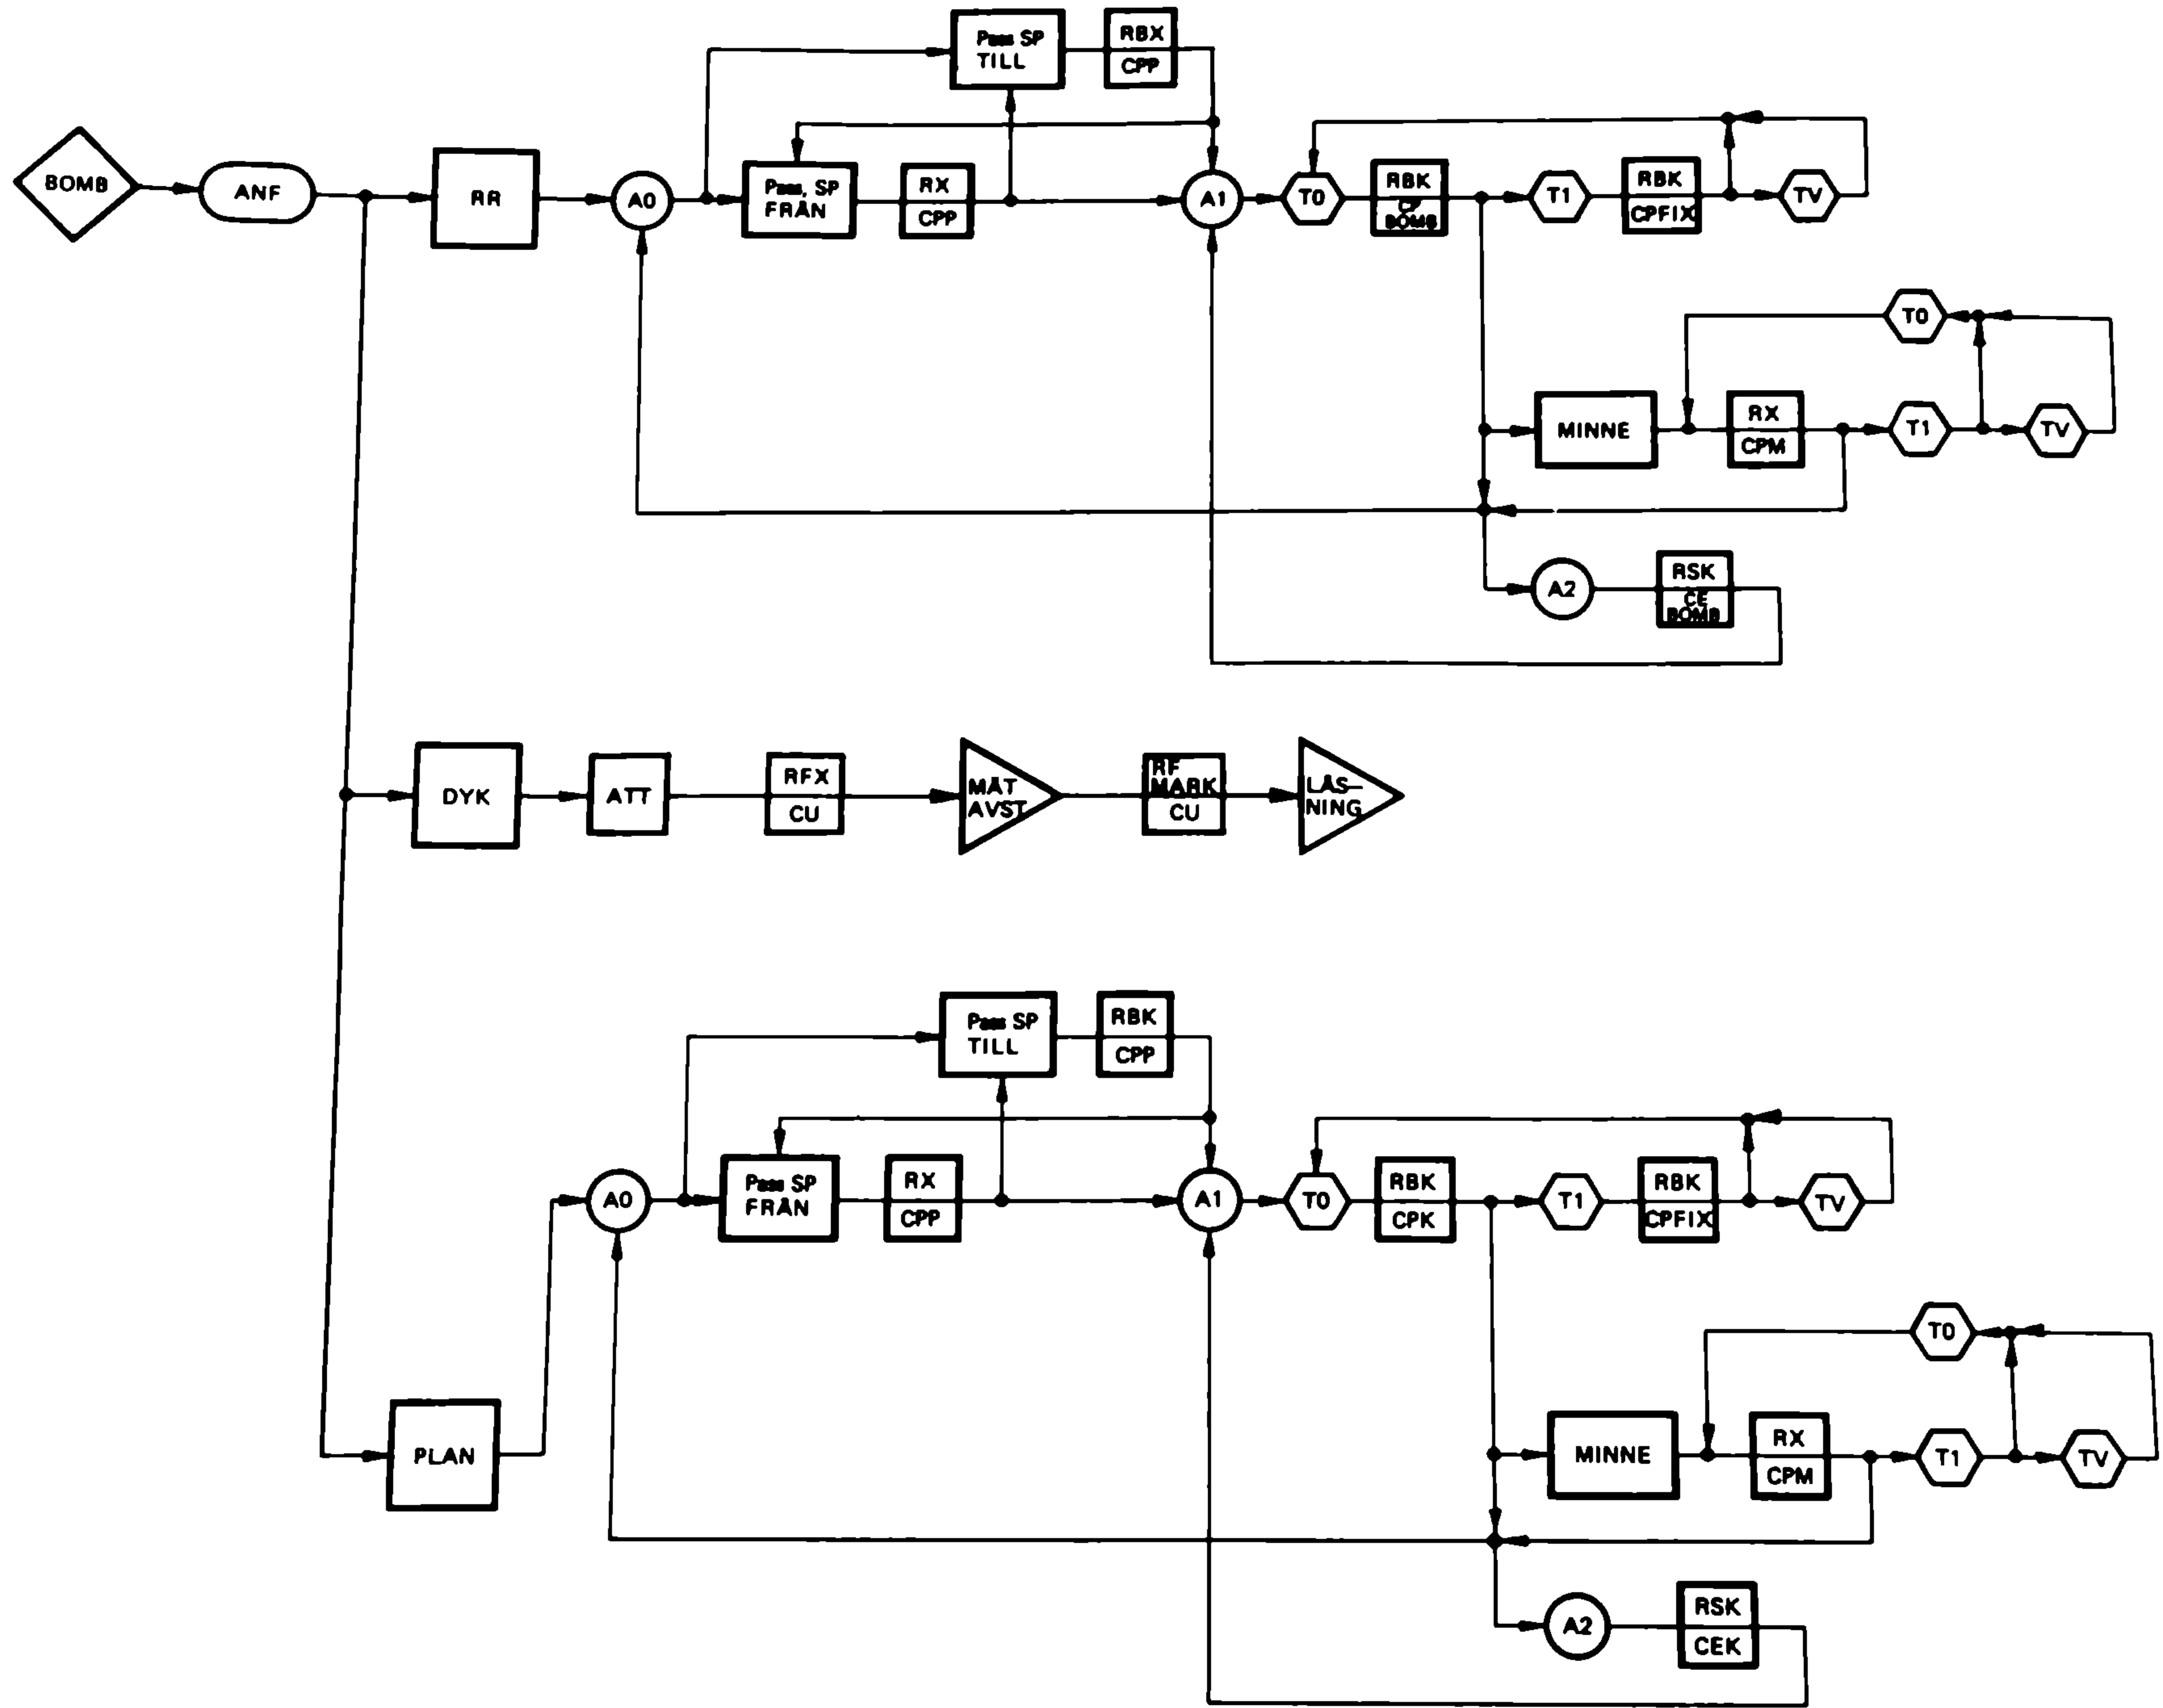 BOMB
ANF
RR
A0
Pass SP
TILL
RBX
CPP
Pass, SP
FRÅN
RX
CPP
A1
T0
RBK
CP
BOMB
T1
RBK
CPFIX
TV
T0
MINNE
RX
CPM
T1
TV
A2
RSK
CE
BOMB
DYK
ATT
RFX
CU
MÄT
AVST
RF
MARK
CU
LÅS–
NING
PLAN
A0
Pass SP
TILL
RBK
CPP
Pass SP
FRÅN
RX
CPP
A1
T0
RBK
CPK
T1
RBK
CPFIX
TV
T0
MINNE
RX
CPM
T1
TV
A2
RSK
CEK